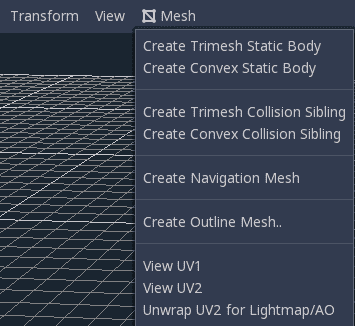 Transform View Mesh
Create Trimesh Static Body
Create Convex Static Body
Create Trimesh Collision Sibling
Create Convex Collision Sibling
Create Navigation Mesh
Create Outline Mesh..
View UV1
View UV2
Unwrap UV2 for Lightmap/AO